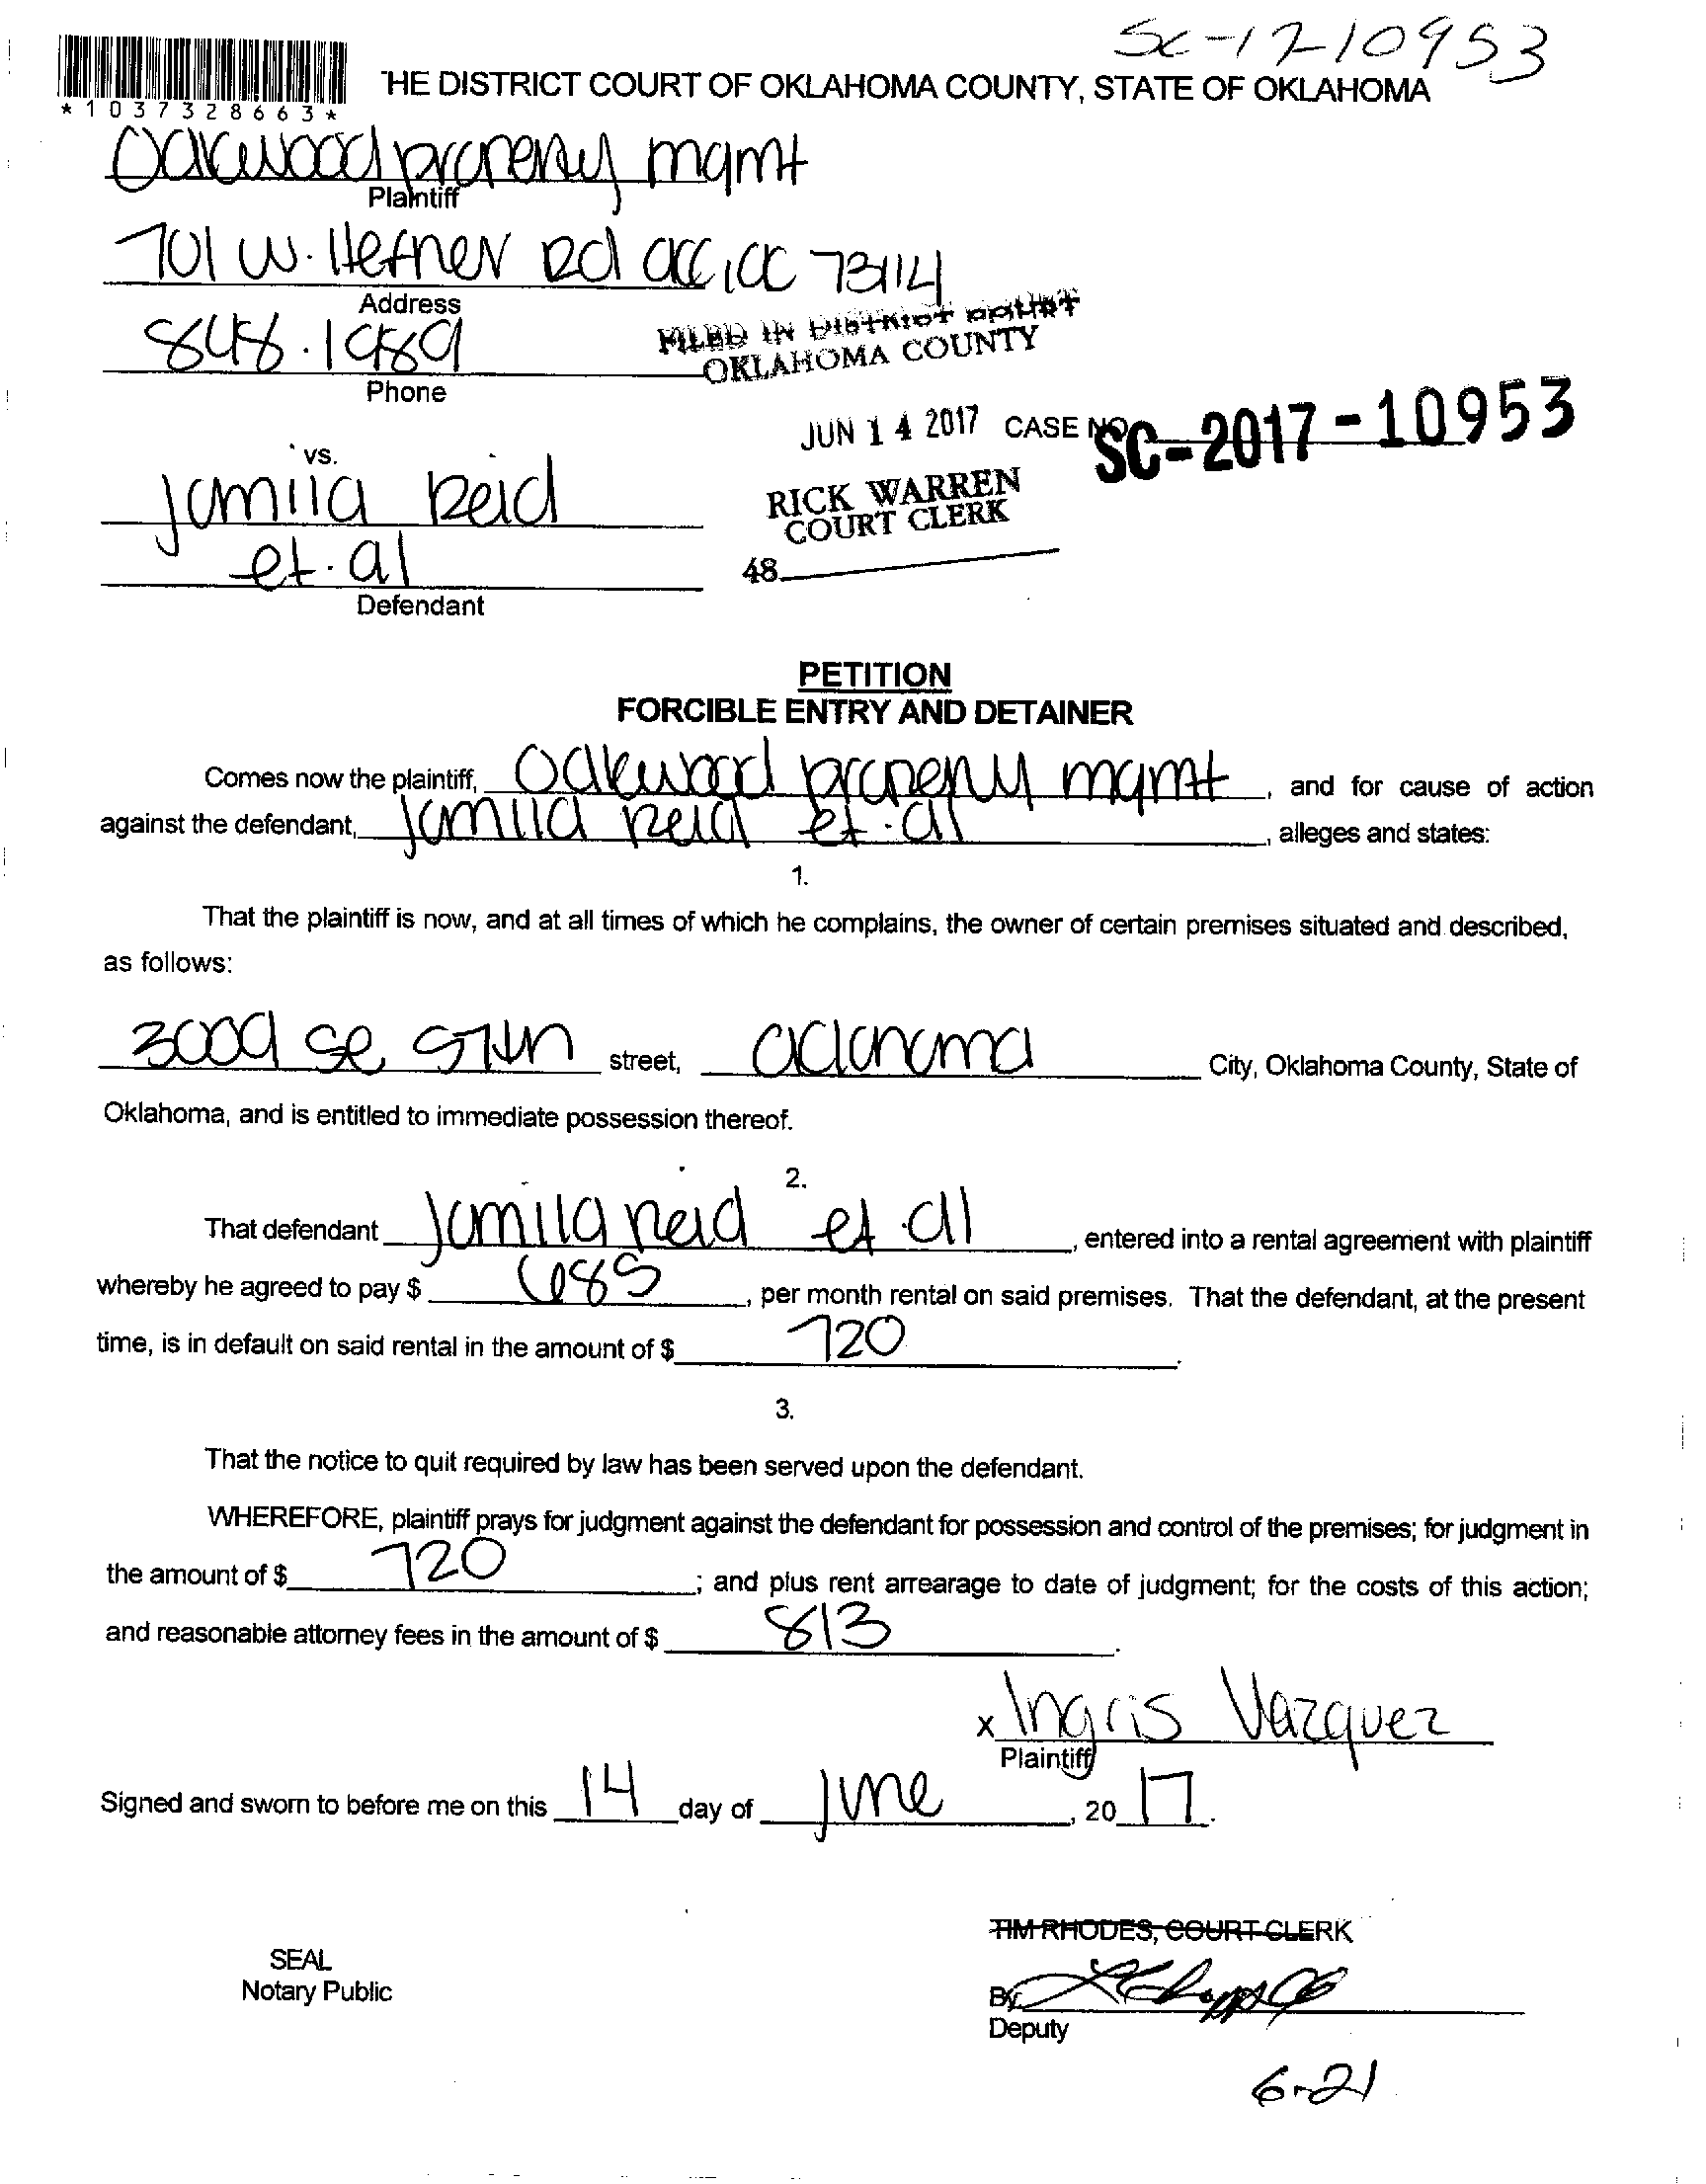 SC-17-10953
THE DISTRICT COURT OF OKLAHOMA COUNTY, STATE OF OKLAHOMA
*1037328663*
Oakwood property mgmt
Plaintiff
701 W. Hefner Rd OKC, OK 73114
Address
848.1989
Phone
FILED IN DISTRICT COURT
OKLAHOMA COUNTY
JUN 14 2017 CASE NO. SC-2017-10953
vs.
RICK WARREN
COURT CLERK
Jamila Reid
et. al
48
Defendant
PETITION
FORCIBLE ENTRY AND DETAINER
Comes now the plaintiff, Oakwood property mgmt, and for cause of action
against the defendant, Jamila Reid et. al, alleges and states:
1.
That the plaintiff is now, and at all times of which he complains, the owner of certain premises situated and described,
as follows:
3009 SE 57th street, Oklahoma City, Oklahoma County, State of
Oklahoma, and is entitled to immediate possession thereof.
2.
That defendant Jamila Reid et. al, entered into a rental agreement with plaintiff
whereby he agreed to pay $ 685, per month rental on said premises. That the defendant, at the present
time, is in default on said rental in the amount of $ 720.
3.
That the notice to quit required by law has been served upon the defendant.
WHEREFORE, plaintiff prays for judgment against the defendant for possession and control of the premises; for judgment in
the amount of $ 720; and plus rent arrearage to date of judgment; for the costs of this action;
and reasonable attorney fees in the amount of $ 813.
x Ingris Vazquez
Plaintiff
Signed and sworn to before me on this 14 day of June, 20 17.
TIM RHODES, COURT CLERK
SEAL
Notary Public
By
Deputy
6-21